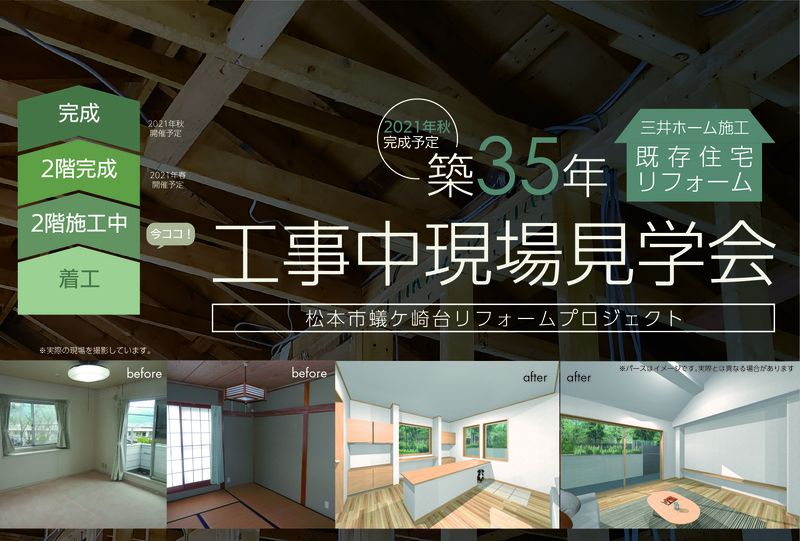 完成
2021年秋
開催予定
2階完成
2021年春
開催予定
2階施工中
今ココ！
着工
2021年秋
完成予定
築35年
三井ホーム施工
既存住宅
リフォーム
工事中現場見学会
松本市蟻ケ崎台リフォームプロジェクト
※実際の現場を撮影しています。
before
before
after
after
※パースはイメージです。実際とは異なる場合があります